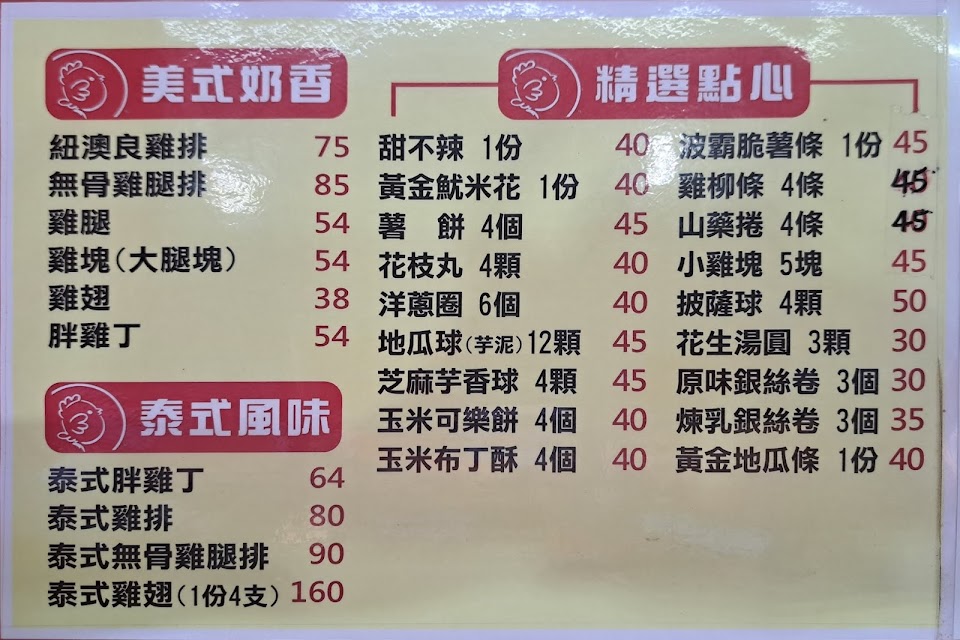 美式奶香
紐澳良雞排 75
無骨雞腿排 85
雞腿 54
雞塊(大腿塊) 54
雞翅 38
胖雞丁 54
泰式風味
泰式胖雞丁 64
泰式雞排 80
泰式無骨雞腿排 90
泰式雞翅(1份4支) 160
精選點心
甜不辣 1份 40
黃金魷米花 1份 40
薯 餅 4個 45
花枝丸 4顆 40
洋蔥圈 6個 40
地瓜球(芋泥)12顆 45
芝麻芋香球 4顆 45
玉米可樂餅 4個 40
玉米布丁酥 4個 40
波霸脆薯條 1份 45
雞柳條 4條 45
山藥捲 4條 45
小雞塊 5塊 45
披薩球 4顆 50
花生湯圓 3顆 30
原味銀絲卷 3個 30
煉乳銀絲卷 3個 35
黃金地瓜條 1份 40